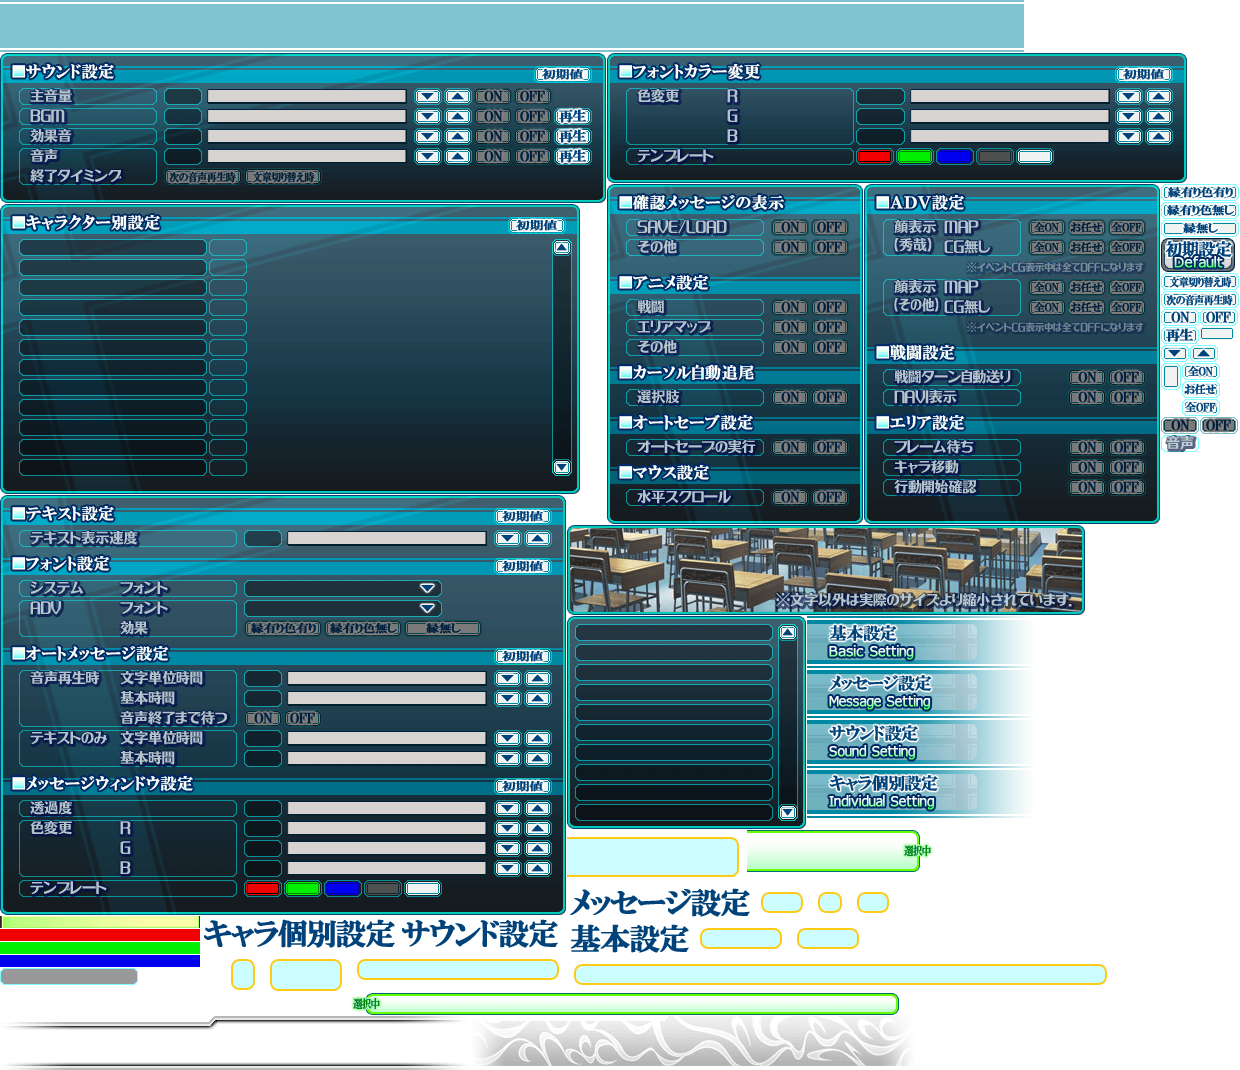 ■サウンド設定
初期値
主音量 ON OFF
BGM ON OFF 再生
効果音 ON OFF 再生
音声 ON OFF 再生
終了タイミング 次の音声再生時 文章切り替え時
■フォントカラー変更
初期値
色変更 R
G
B
テンプレート
■キャラクター別設定
初期値
■確認メッセージの表示
SAVE/LOAD ON OFF
その他 ON OFF
■アニメ設定
戦闘 ON OFF
エリアマップ ON OFF
その他 ON OFF
■カーソル自動追尾
選択肢 ON OFF
■オートセーブ設定
オートセーブの実行 ON OFF
■マウス設定
水平スクロール ON OFF
■ADV設定
顔表示 MAP 全ON お任せ 全OFF
(秀哉) CG無し 全ON お任せ 全OFF
※イベントCG表示中は全てOFFになります
顔表示 MAP 全ON お任せ 全OFF
(その他) CG無し 全ON お任せ 全OFF
※イベントCG表示中は全てOFFになります
■戦闘設定
戦闘ターン自動送り ON OFF
NAVI表示 ON OFF
■エリア設定
フレーム待ち ON OFF
キャラ移動 ON OFF
行動開始確認 ON OFF
縁有り色有り
縁有り色無し
縁無し
初期設定
Default
文章切り替え時
次の音声再生時
ON OFF
再生
全ON
お任せ
全OFF
ON OFF
音声
■テキスト設定
初期値
テキスト表示速度
■フォント設定
初期値
システム フォント
ADV フォント
効果 縁有り色有り 縁有り色無し 縁無し
■オートメッセージ設定
初期値
音声再生時 文字単位時間
基本時間
音声終了まで待つ ON OFF
テキストのみ 文字単位時間
基本時間
■メッセージウィンドウ設定
初期値
透過度
色変更 R
G
B
テンプレート
※文字以外は実際のサイズより縮小されています．
基本設定
Basic Setting
メッセージ設定
Message Setting
サウンド設定
Sound Setting
キャラ個別設定
Individual Setting
選択中
メッセージ設定
キャラ個別設定 サウンド設定 基本設定
選択中